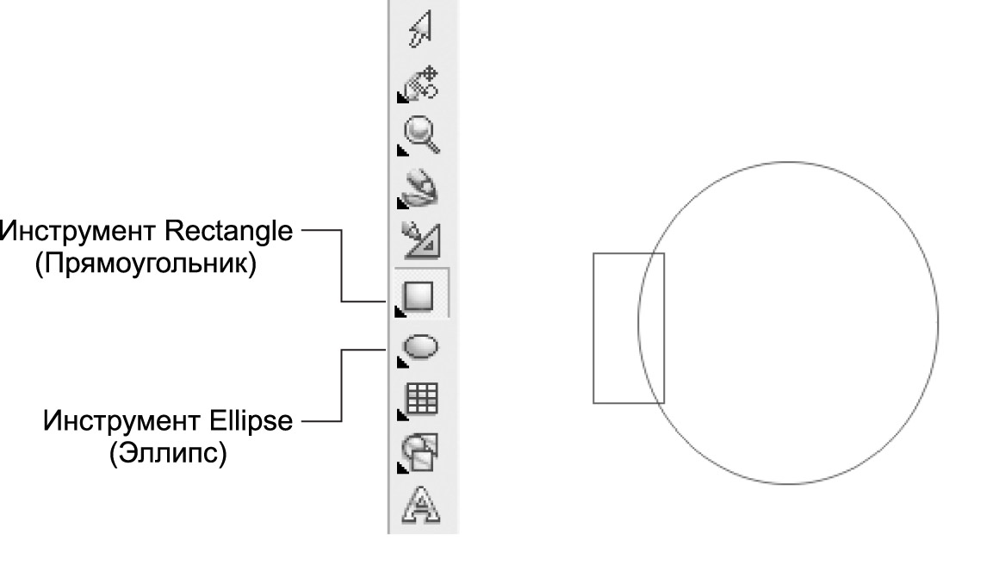 Инструмент Rectangle
(Прямоугольник)
Инструмент Ellipse
(Эллипс)